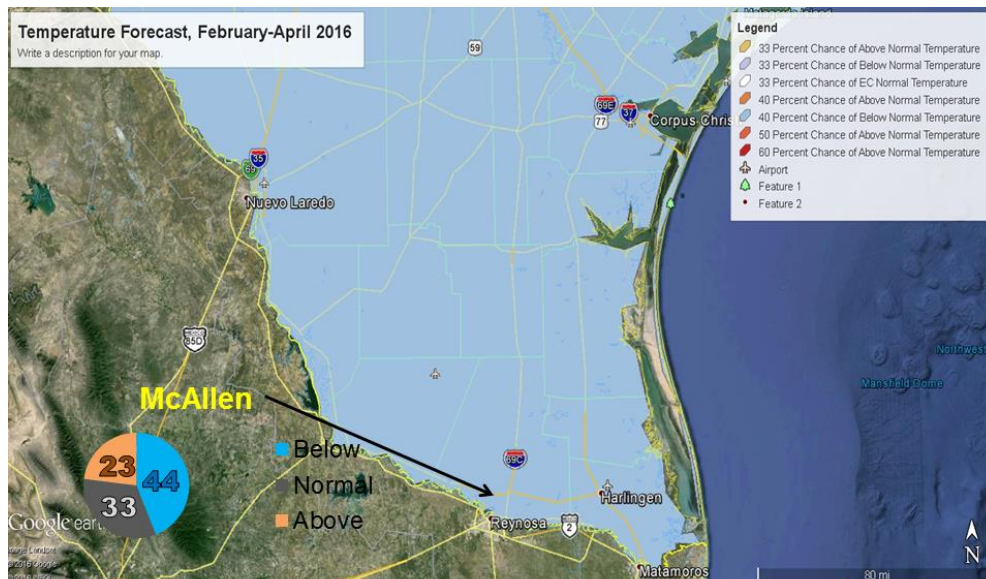 Temperature Forecast, February-April 2016
Write a description for your map.
Legend
33 Percent Chance of Above Normal Temperature
33 Percent Chance of Below Normal Temperature
33 Percent Chance of EC Normal Temperature
40 Percent Chance of Above Normal Temperature
40 Percent Chance of Below Normal Temperature
50 Percent Chance of Above Normal Temperature
60 Percent Chance of Above Normal Temperature
Airport
Feature 1
Feature 2
59
69E
77
37
Corpus Chris
35
69
Nuevo Laredo
85D
Northwest
Mansfield Dome
McAllen
23
44
33
Below
Normal
Above
69C
Harlingen
Reynosa
2
Matamoros
Google eart
© 2016 Google
80 mi
N